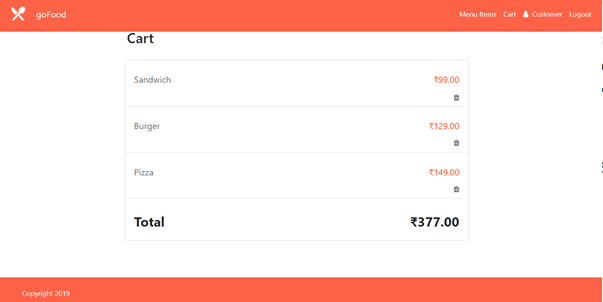 goFood Menu Items Cart Customer Logout
Cart
Sandwich ₹99.00
Burger ₹129.00
Pizza ₹149.00
Total ₹377.00
Copyright 2019